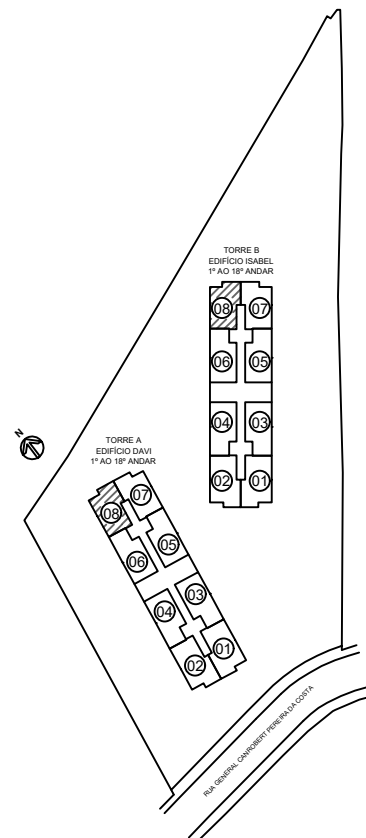 TORRE B
EDIFÍCIO ISABEL
1º AO 18º ANDAR
08
07
06
05
04
03
02
01
N
TORRE A
EDIFÍCIO DAVI
1º AO 18º ANDAR
07
08
05
06
03
04
01
02
RUA GENERAL CANROBERT PEREIRA DA COSTA